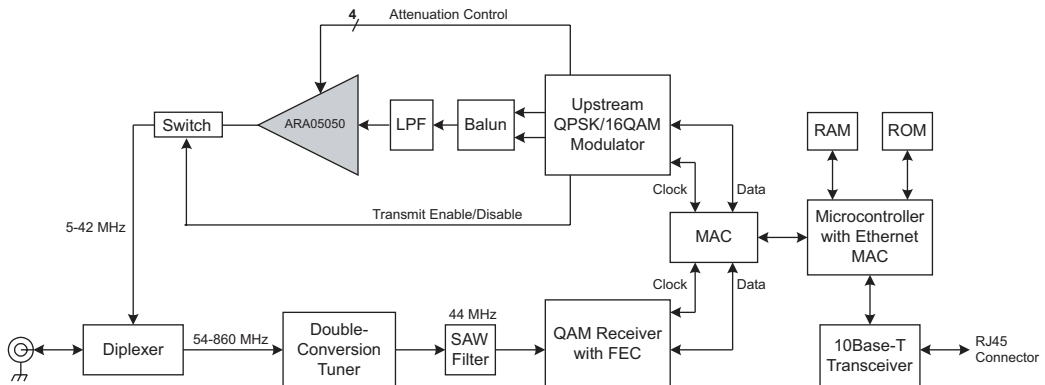 4 Attenuation Control
ARA05050
LPF
Balun
Upstream
QPSK/16QAM
Modulator
Switch
RAM
ROM
Clock
Data
Transmit Enable/Disable
5-42 MHz
MAC
Microcontroller
with Ethernet
MAC
Clock
Data
Diplexer
54-860 MHz
Double-
Conversion
Tuner
44 MHz
SAW
Filter
QAM Receiver
with FEC
10Base-T
Transceiver
RJ45
Connector